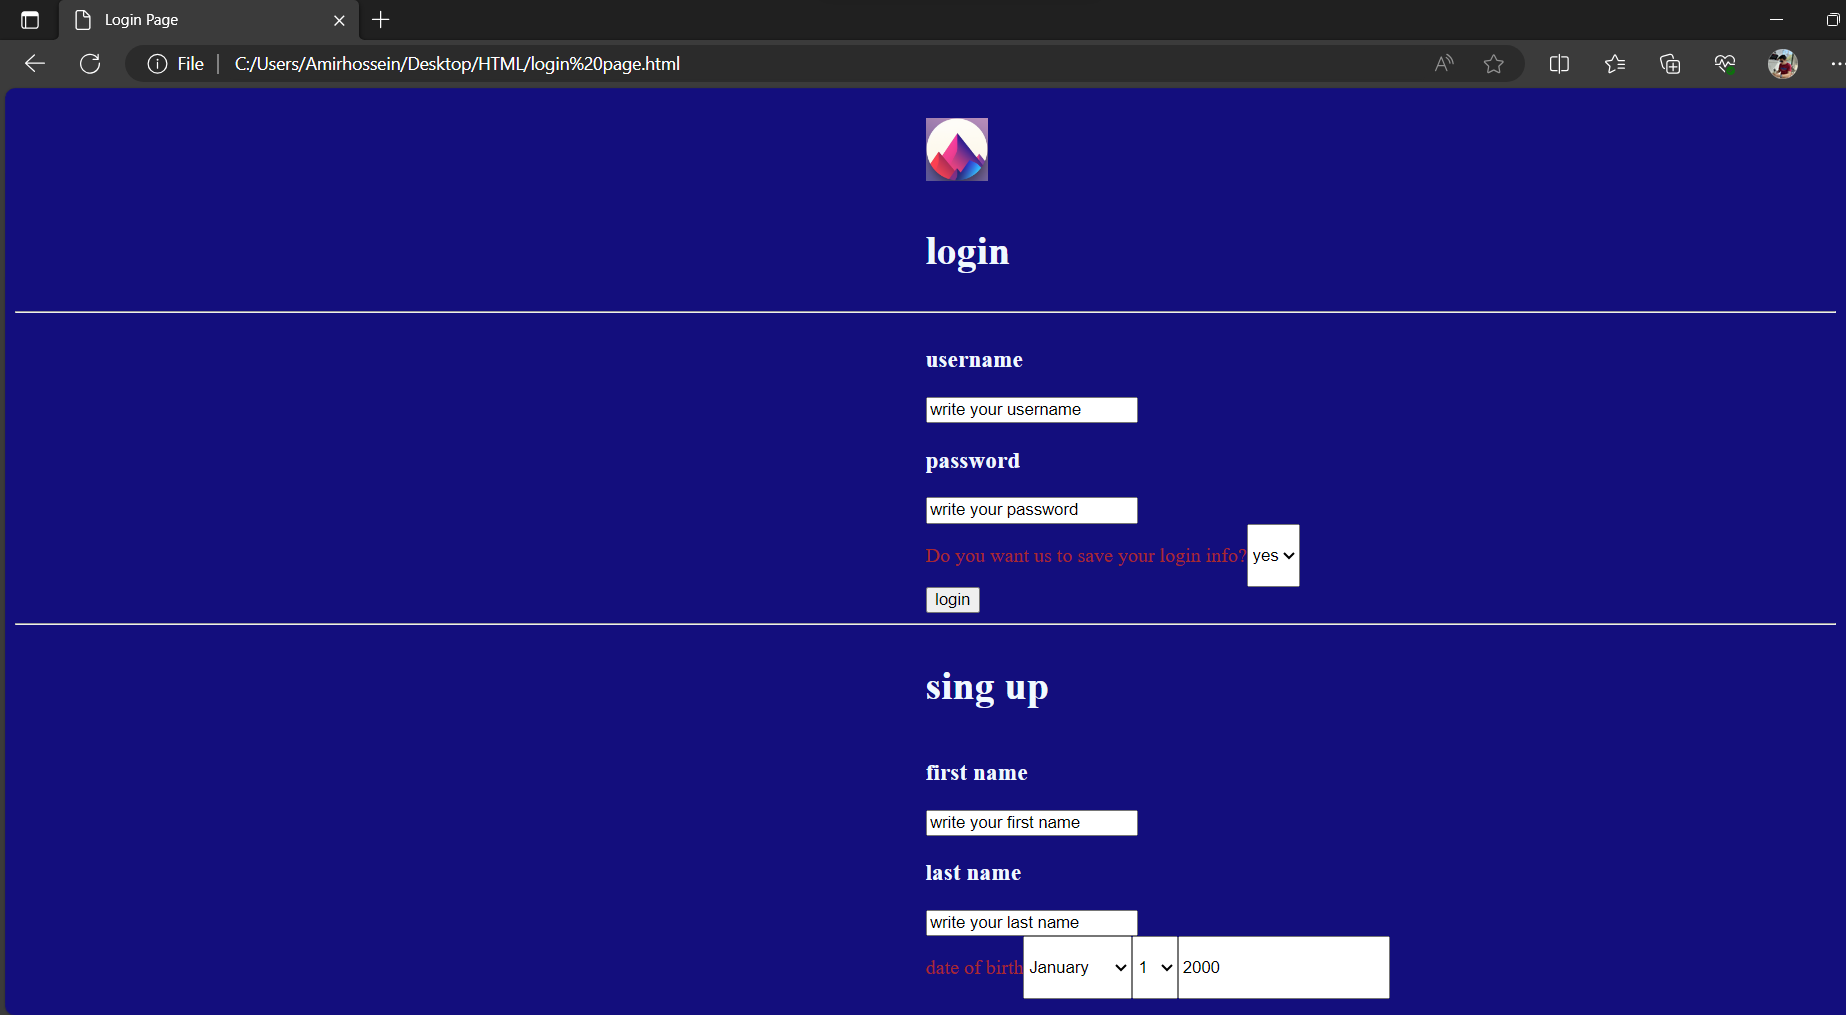 Login Page
File C:/Users/Amirhossein/Desktop/HTML/login%20page.html
login
username
write your username
password
write your password
Do you want us to save your login info? yes
login
sing up
first name
write your first name
last name
write your last name
date of birth January 1 2000